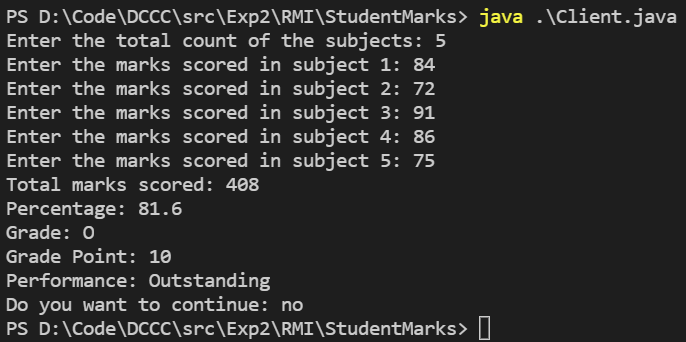 PS D:\Code\DCCC\src\Exp2\RMI\StudentMarks> java .\Client.java
Enter the total count of the subjects: 5
Enter the marks scored in subject 1: 84
Enter the marks scored in subject 2: 72
Enter the marks scored in subject 3: 91
Enter the marks scored in subject 4: 86
Enter the marks scored in subject 5: 75
Total marks scored: 408
Percentage: 81.6
Grade: O
Grade Point: 10
Performance: Outstanding
Do you want to continue: no
PS D:\Code\DCCC\src\Exp2\RMI\StudentMarks>